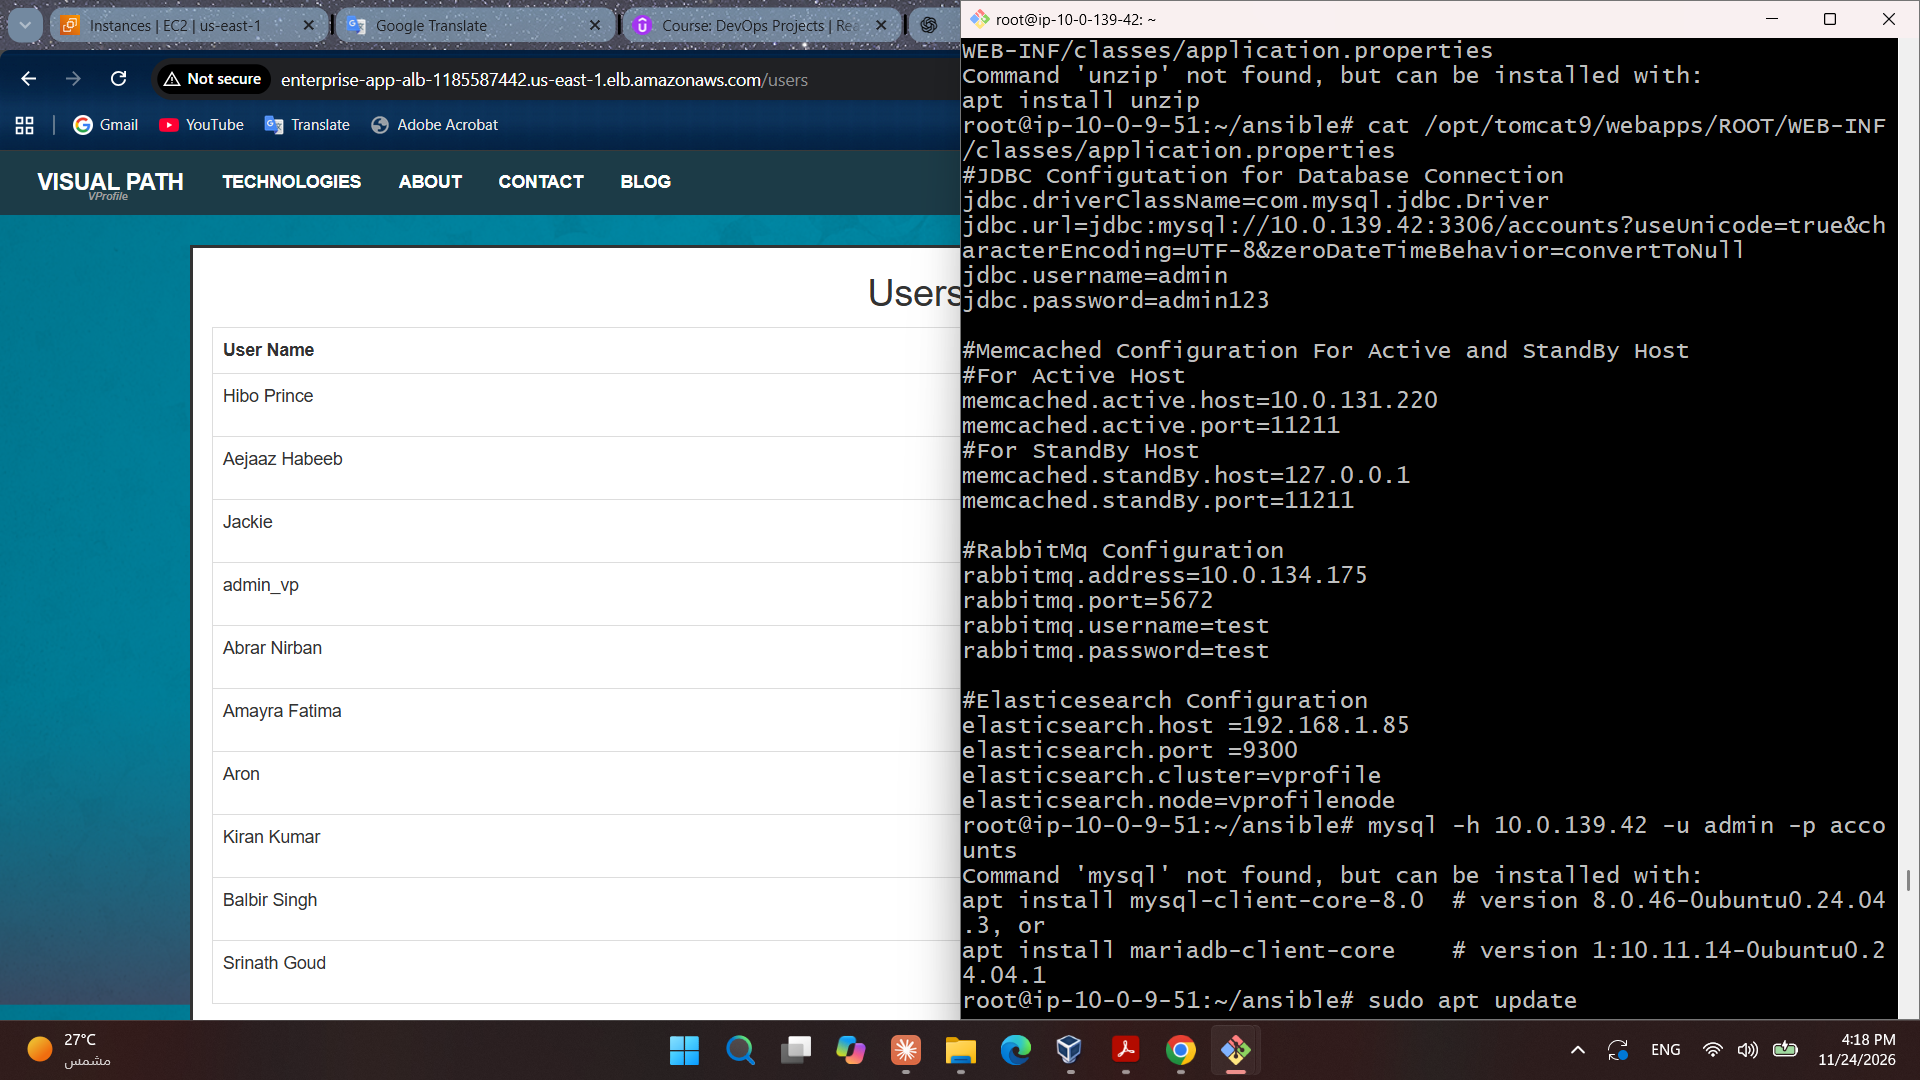 Instances | EC2 | us-east-1
Google Translate
Course: DevOps Projects | Re
Not secure
enterprise-app-alb-1185587442.us-east-1.elb.amazonaws.com/users
Gmail
YouTube
Translate
Adobe Acrobat
VISUAL PATH
VProfile
TECHNOLOGIES
ABOUT
CONTACT
BLOG
Users
User Name
Hibo Prince
Aejaaz Habeeb
Jackie
admin_vp
Abrar Nirban
Amayra Fatima
Aron
Kiran Kumar
Balbir Singh
Srinath Goud
root@ip-10-0-139-42: ~
WEB-INF/classes/application.properties
Command 'unzip' not found, but can be installed with:
apt install unzip
root@ip-10-0-9-51:~/ansible# cat /opt/tomcat9/webapps/ROOT/WEB-INF
/classes/application.properties
#JDBC Configutation for Database Connection
jdbc.driverClassName=com.mysql.jdbc.Driver
jdbc.url=jdbc:mysql://10.0.139.42:3306/accounts?useUnicode=true&ch
aracterEncoding=UTF-8&zeroDateTimeBehavior=convertToNull
jdbc.username=admin
jdbc.password=admin123
#Memcached Configuration For Active and StandBy Host
#For Active Host
memcached.active.host=10.0.131.220
memcached.active.port=11211
#For StandBy Host
memcached.standBy.host=127.0.0.1
memcached.standBy.port=11211
#RabbitMq Configuration
rabbitmq.address=10.0.134.175
rabbitmq.port=5672
rabbitmq.username=test
rabbitmq.password=test
#Elasticesearch Configuration
elasticsearch.host =192.168.1.85
elasticsearch.port =9300
elasticsearch.cluster=vprofile
elasticsearch.node=vprofilenode
root@ip-10-0-9-51:~/ansible# mysql -h 10.0.139.42 -u admin -p acco
unts
Command 'mysql' not found, but can be installed with:
apt install mysql-client-core-8.0  # version 8.0.46-0ubuntu0.24.04
.3, or
apt install mariadb-client-core    # version 1:10.11.14-0ubuntu0.2
4.04.1
root@ip-10-0-9-51:~/ansible# sudo apt update
27°C
مشمس
ENG
4:18 PM
11/24/2026